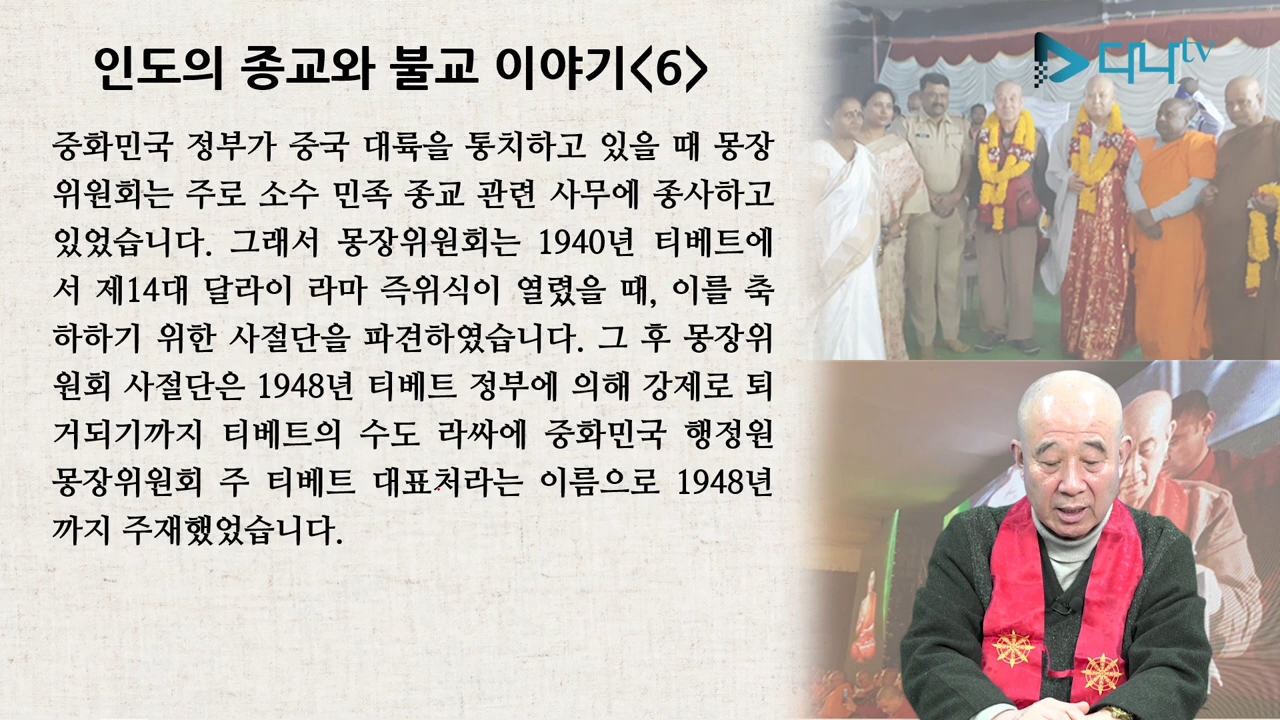 인도의 종교와 불교 이야기<6>
다나tv
중화민국 정부가 중국 대륙을 통치하고 있을 때 몽장
위원회는 주로 소수 민족 종교 관련 사무에 종사하고
있었습니다. 그래서 몽장위원회는 1940년 티베트에
서 제14대 달라이 라마 즉위식이 열렸을 때, 이를 축
하하기 위한 사절단을 파견하였습니다. 그 후 몽장위
원회 사절단은 1948년 티베트 정부에 의해 강제로 퇴
거되기까지 티베트의 수도 라싸에 중화민국 행정원
몽장위위원회 주 티베트 대표처라는 이름으로 1948년
까지 주재했었습니다.